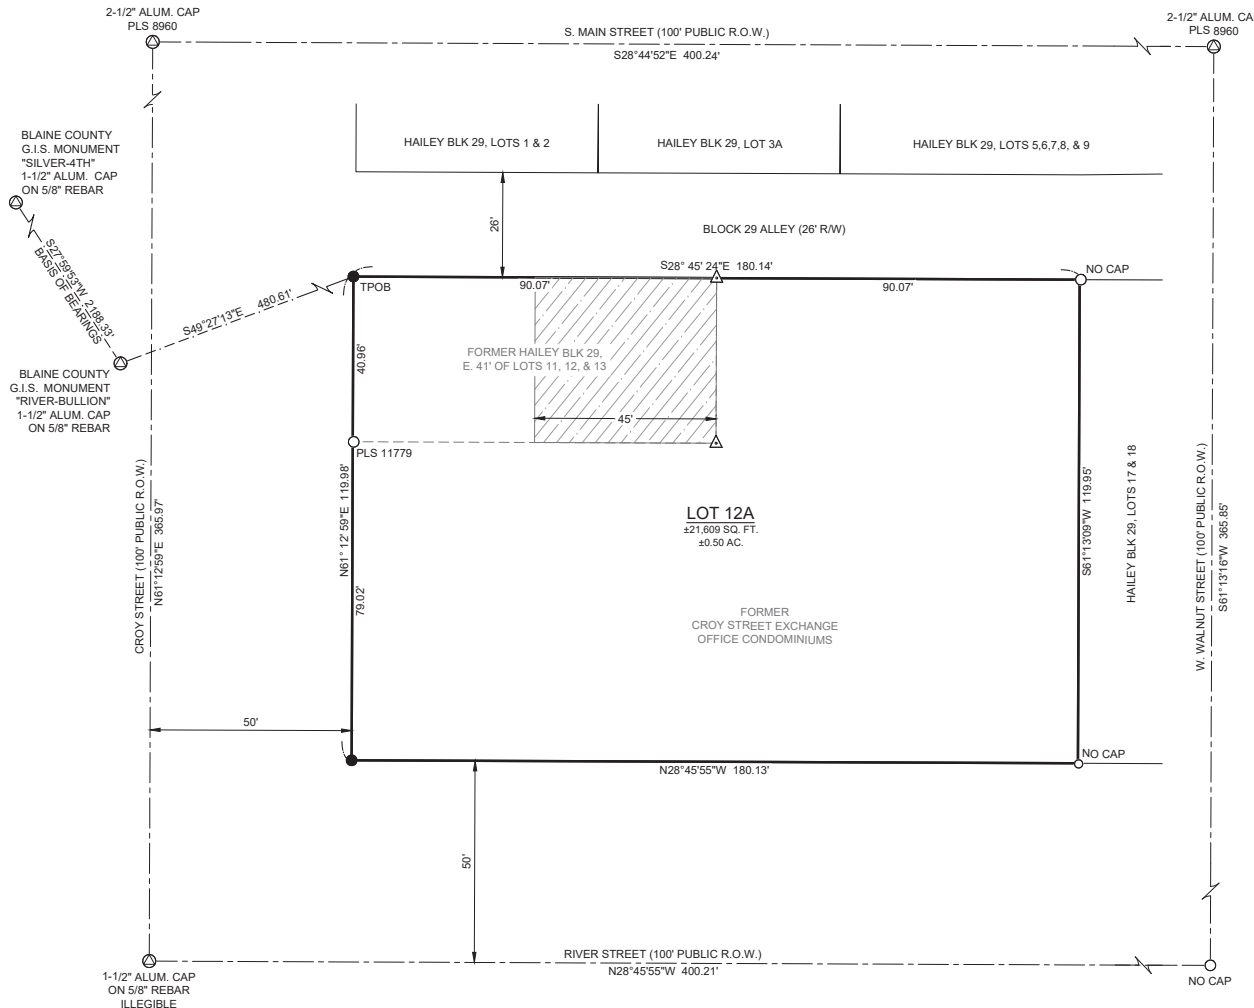 2-1/2" ALUM. CAP
PLS 8960
S. MAIN STREET (100' PUBLIC R.O.W.)
S28°44'52"E 400.24'
2-1/2" ALUM. CA
PLS 8960
BLAINE COUNTY
G.I.S. MONUMENT
"SILVER-4TH"
1-1/2" ALUM. CAP
ON 5/8" REBAR
HAILEY BLK 29, LOTS 1 & 2
HAILEY BLK 29, LOT 3A
HAILEY BLK 29, LOTS 5,6,7,8, & 9
26'
BLOCK 29 ALLEY (26' R/W)
S27°59'53"W 2188.33'
BASIS OF BEARINGS
S49°27'13"E 480.61'
S28° 45' 24"E 180.14'
TPOB
90.07'
90.07'
NO CAP
40.96'
FORMER HAILEY BLK 29,
E. 41' OF LOTS 11, 12, & 13
45'
BLAINE COUNTY
G.I.S. MONUMENT
"RIVER-BULLION"
1-1/2" ALUM. CAP
ON 5/8" REBAR
PLS 11779
CROY STREET (100' PUBLIC R.O.W.)
N61°12'59"E 365.97'
N61° 12' 59"E 119.98'
79.02'
LOT 12A
±21,609 SQ. FT.
±0.50 AC.
FORMER
CROY STREET EXCHANGE
OFFICE CONDOMINIUMS
S61°13'09"W 119.95'
HAILEY BLK 29, LOTS 17 & 18
W. WALNUT STREET (100' PUBLIC R.O.W.)
S61°13'16"W 365.85'
50'
NO CAP
N28°45'55"W 180.13'
50'
RIVER STREET (100' PUBLIC R.O.W.)
N28°45'55"W 400.21'
1-1/2" ALUM. CAP
ON 5/8" REBAR
ILLEGIBLE
NO CAP